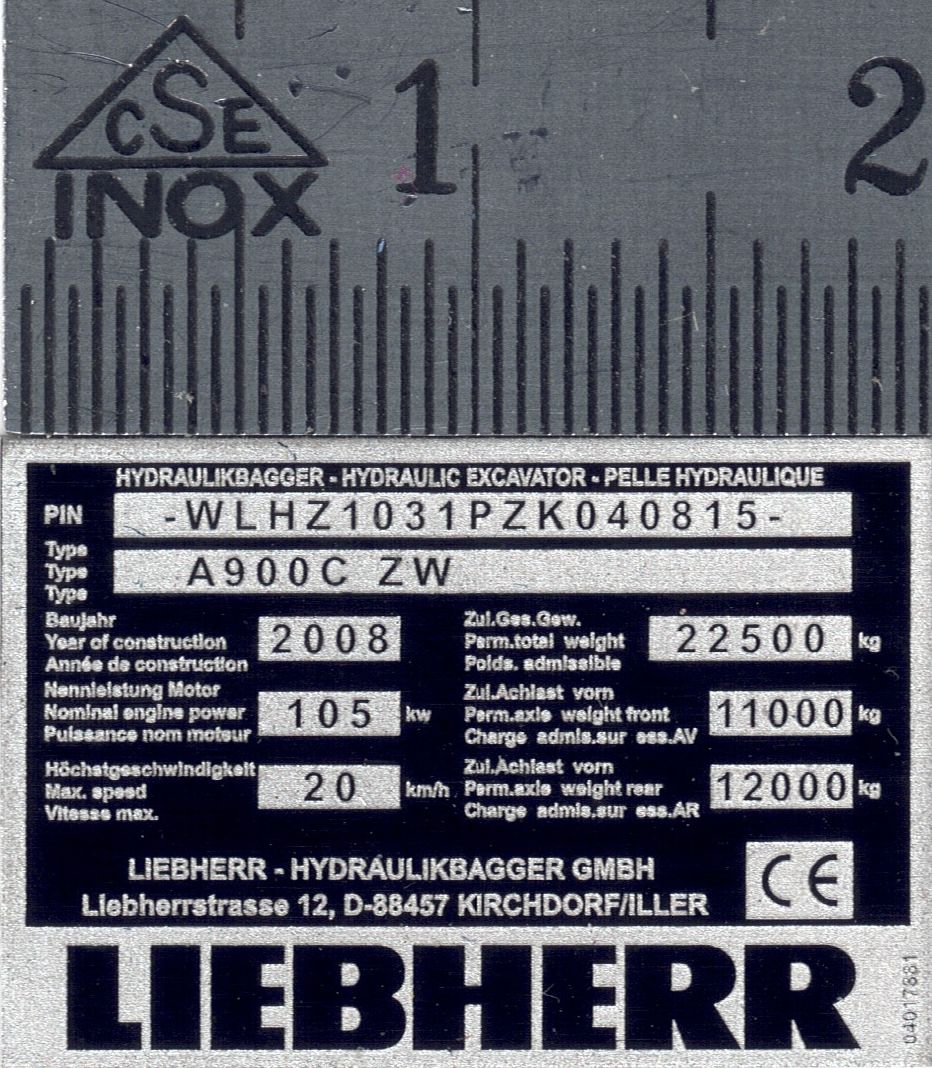 CSE
INOX
1 2
HYDRAULIKBAGGER - HYDRAULIC EXCAVATOR - PELLE HYDRAULIQUE
PIN -WLHZ1031PZK040815-
Type
Type A900C ZW
Type
Baujahr
Year of construction 2008
Année de construction
Zul.Ges.Gew.
Perm.total weight 22500 kg
Poids. admissible
Nennleistung Motor
Nominal engine power 105 kw
Puissance nom moteur
Zul.Achlast vorn
Perm.axle weight front 11000 kg
Charge admis.sur ess.AV
Höchstgeschwindigkeit
Max. speed 20 km/h
Vitesse max.
Zul.Achlast vorn
Perm.axle weight rear 12000 kg
Charge admis.sur ess.AR
LIEBHERR - HYDRAULIKBAGGER GMBH
Liebherrstrasse 12, D-88457 KIRCHDORF/ILLER
CE
LIEBHERR
04017881